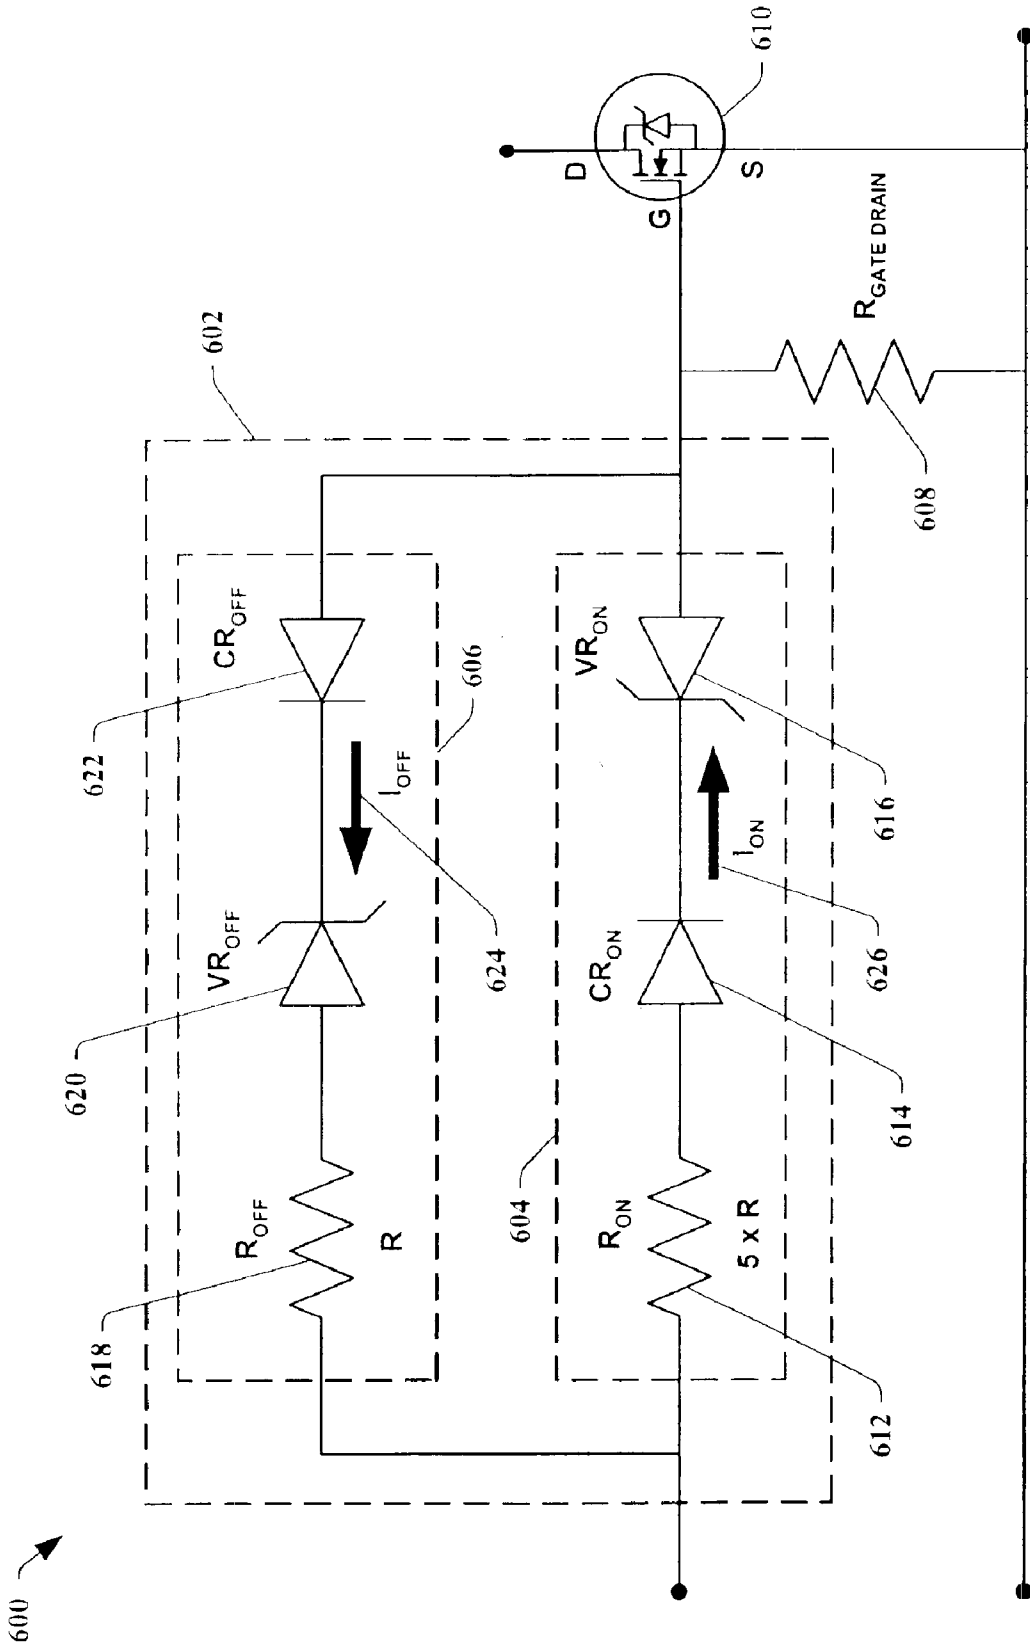 600
602
610
D
G
S
R_GATE DRAIN
608
CR_OFF
622
606
I_OFF
624
VR_OFF
620
R_OFF
R
618
604
VR_ON
616
I_ON
626
CR_ON
614
R_ON
5 x R
612